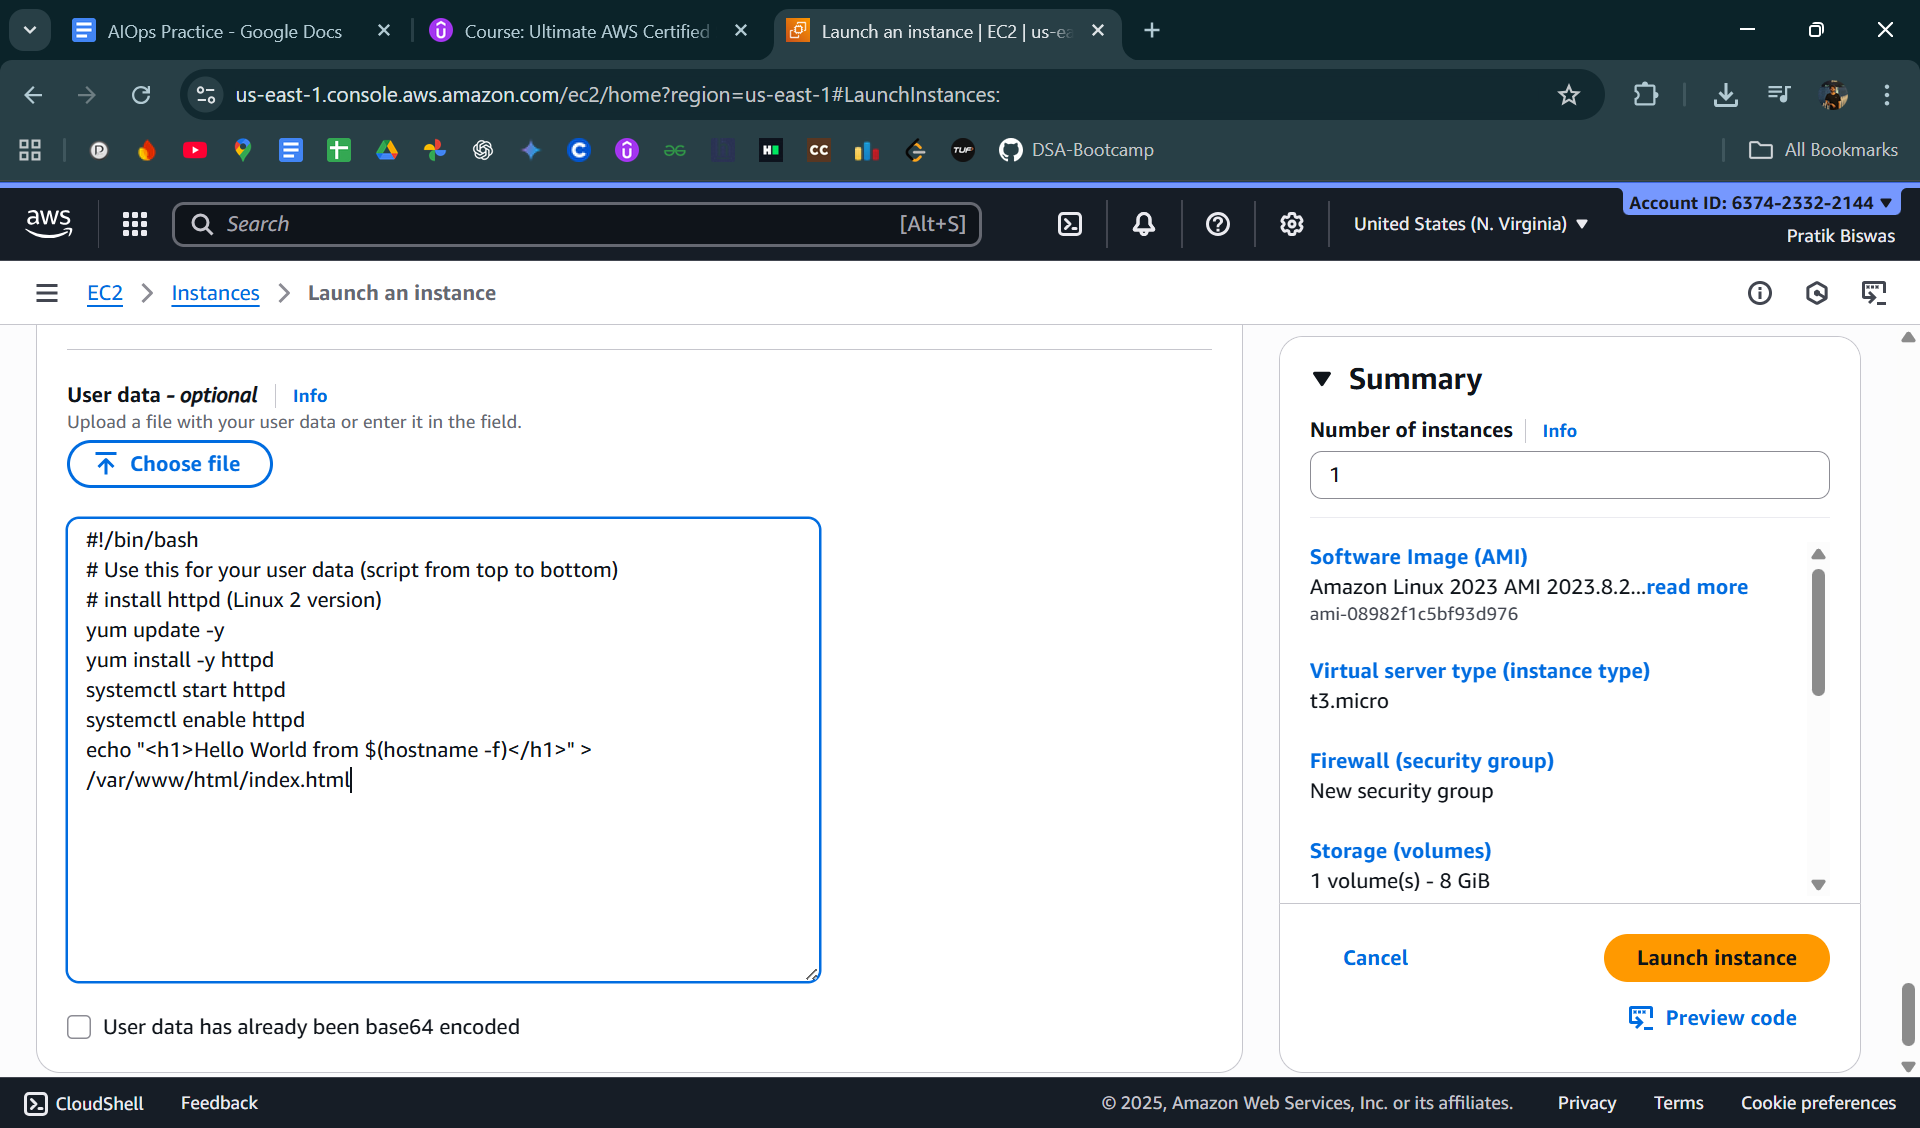 AIOps Practice - Google Docs
Course: Ultimate AWS Certified
Launch an instance | EC2 | us-ea
us-east-1.console.aws.amazon.com/ec2/home?region=us-east-1#LaunchInstances:
CC
TUF
DSA-Bootcamp
All Bookmarks
aws
Search
[Alt+S]
United States (N. Virginia)
Account ID: 6374-2332-2144
Pratik Biswas
EC2
Instances
Launch an instance
User data - optional
Info
Upload a file with your user data or enter it in the field.
Choose file
#!/bin/bash
# Use this for your user data (script from top to bottom)
# install httpd (Linux 2 version)
yum update -y
yum install -y httpd
systemctl start httpd
systemctl enable httpd
echo "<h1>Hello World from $(hostname -f)</h1>" >
/var/www/html/index.html
User data has already been base64 encoded
Summary
Number of instances
Info
1
Software Image (AMI)
Amazon Linux 2023 AMI 2023.8.2...read more
ami-08982f1c5bf93d976
Virtual server type (instance type)
t3.micro
Firewall (security group)
New security group
Storage (volumes)
1 volume(s) - 8 GiB
Cancel
Launch instance
Preview code
CloudShell
Feedback
© 2025, Amazon Web Services, Inc. or its affiliates.
Privacy
Terms
Cookie preferences